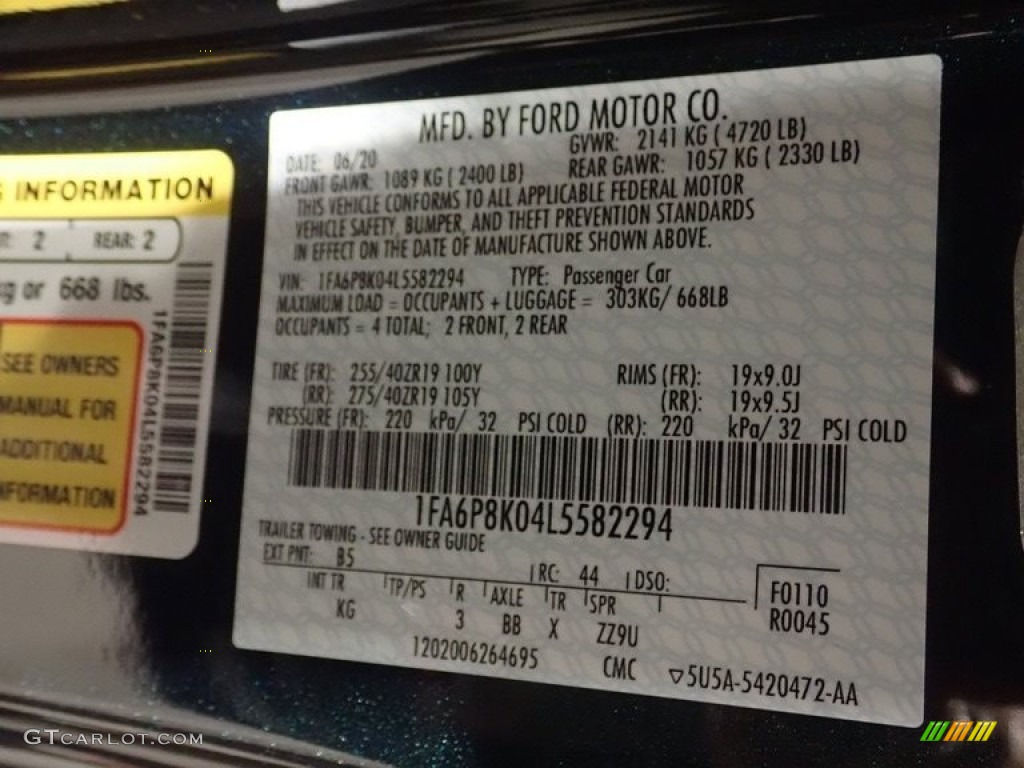 MFD. BY FORD MOTOR CO.
DATE: 06/20 GVWR: 2141 KG ( 4720 LB)
FRONT GAWR: 1089 KG ( 2400 LB) REAR GAWR: 1057 KG ( 2330 LB)
THIS VEHICLE CONFORMS TO ALL APPLICABLE FEDERAL MOTOR
VEHICLE SAFETY, BUMPER, AND THEFT PREVENTION STANDARDS
IN EFFECT ON THE DATE OF MANUFACTURE SHOWN ABOVE.
VIN: 1FA6P8K04L5582294 TYPE: Passenger Car
MAXIMUM LOAD = OCCUPANTS + LUGGAGE = 303KG/ 668LB
OCCUPANTS = 4 TOTAL; 2 FRONT, 2 REAR
TIRE (FR): 255/40ZR19 100Y RIMS (FR): 19x9.0J
(RR): 275/40ZR19 105Y (RR): 19x9.5J
PRESSURE (FR): 220 kPa/ 32 PSI COLD (RR): 220 kPa/ 32 PSI COLD
1FA6P8K04L5582294
TRAILER TOWING - SEE OWNER GUIDE
EXT PNT: B5 RC: 44 DSO:
INT TR TP/PS R AXLE TR SPR
KG 3 BB X ZZ9U
F0110
R0045
1202006264695 CMC ▽5U5A-5420472-AA
INFORMATION
2 REAR: 2
or 668 lbs.
SEE OWNERS
MANUAL FOR
ADDITIONAL
INFORMATION
1FA6P8K04L5582294
GTCARLOT.COM